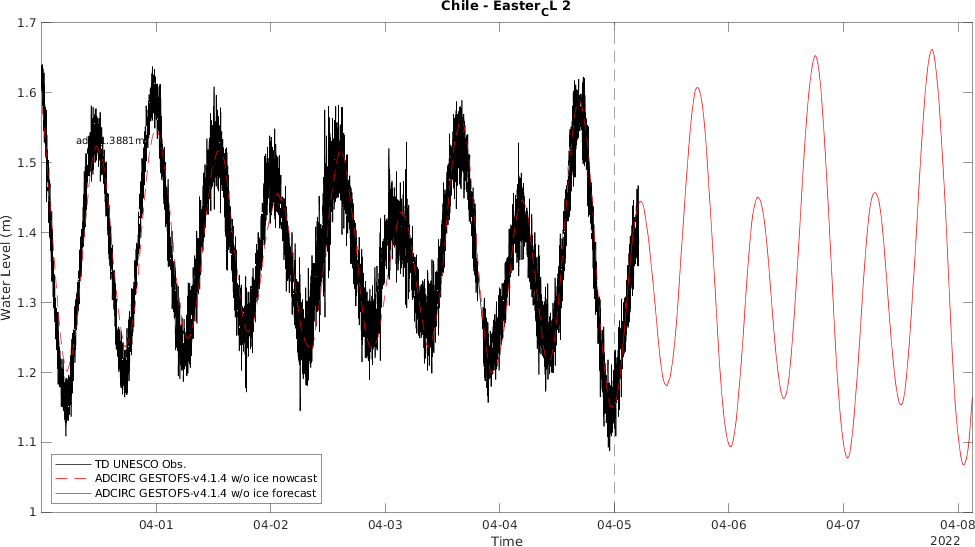 Chile - Easter_CL 2
1.7
1.6
1.5
1.4
1.3
1.2
1.1
1
Water Level (m)
1.3881m
TD UNESCO Obs.
ADCIRC GESTOFS-v4.1.4 w/o ice nowcast
ADCIRC GESTOFS-v4.1.4 w/o ice forecast
04-01 04-02 04-03 04-04 04-05 04-06 04-07 04-08
Time 2022